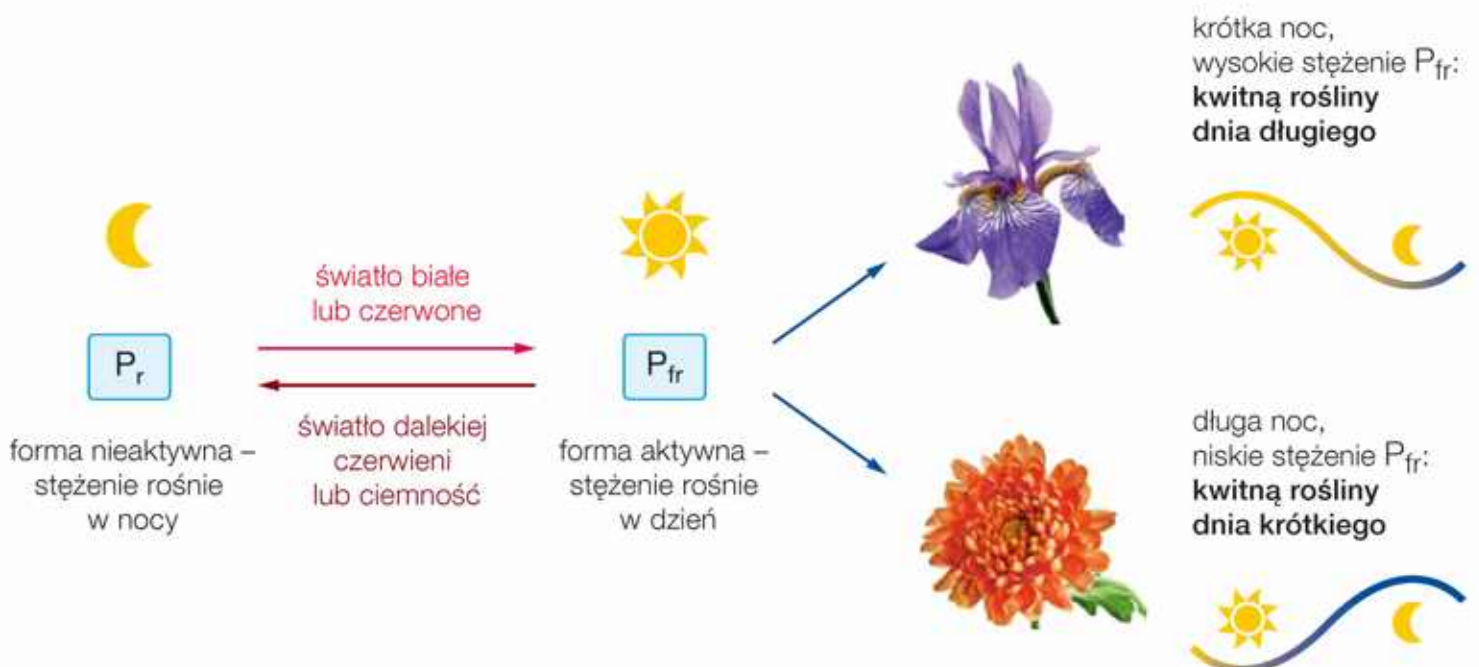 krótka noc,
wysokie stężenie Pfr:
kwitną rośliny
dnia długiego
światło białe
lub czerwone
Pr
Pfr
światło dalekiej
czerwieni
lub ciemność
forma nieaktywna –
stężenie rośnie
w nocy
forma aktywna –
stężenie rośnie
w dzień
długa noc,
niskie stężenie Pfr:
kwitną rośliny
dnia krótkiego